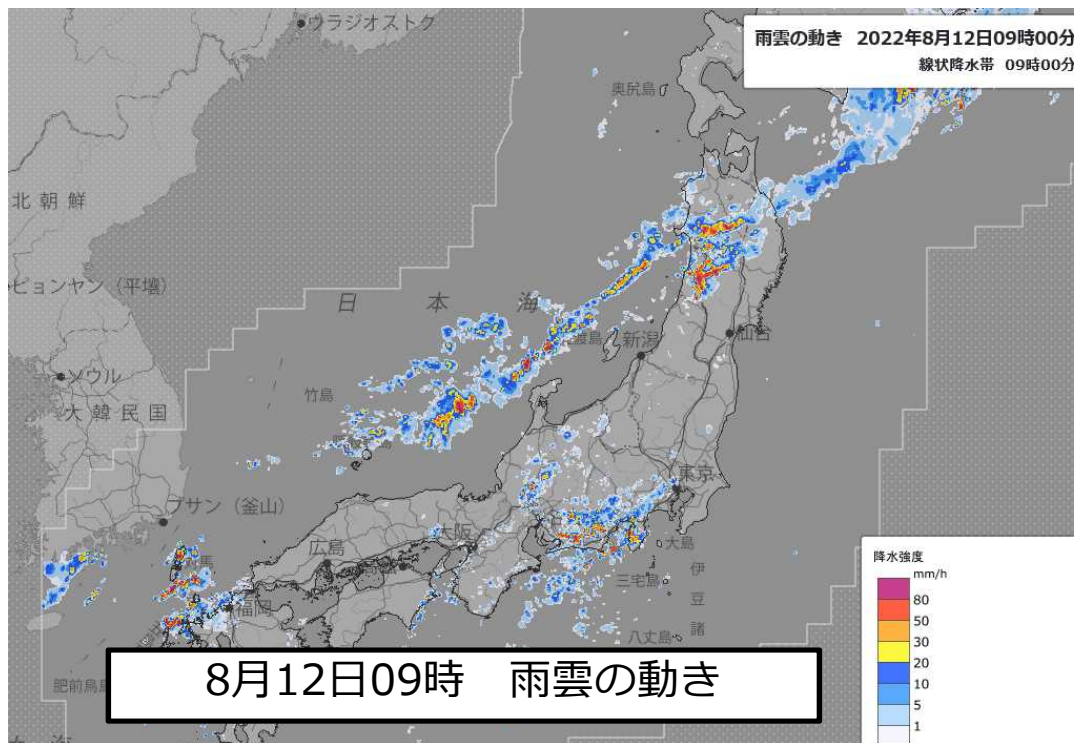 ウラジオストク
雨雲の動き 2022年8月12日09時00分
線状降水帯 09時00分
奥尻島
北朝鮮
ピョンヤン（平壌）
日本海
渡島
新潟
仙台
ソウル
竹島
大韓民国
東京
プサン（釜山）
大阪
広島
大島
馬
三宅島
伊
豆
諸
福岡
八丈島
肥前鳥島
8月12日09時　雨雲の動き
降水強度
mm/h
80
50
30
20
10
5
1